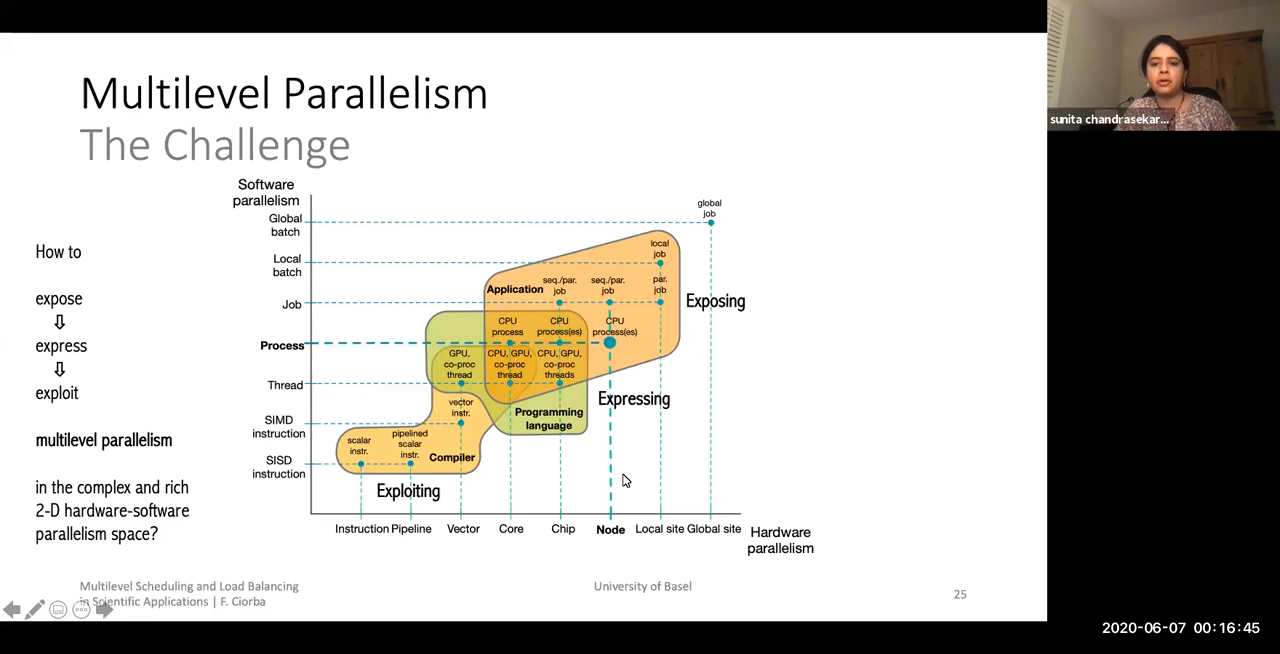 Multilevel Parallelism
The Challenge
sunita chandrasekar...
How to
expose
express
exploit
multilevel parallelism
in the complex and rich
2-D hardware-software
parallelism space?
Software
parallelism
Global
batch
Local
batch
Job
Process
Thread
SIMD
instruction
SISD
instruction
global
job
local
job
Application
seq./par.
job
seq./par.
job
par.
job
Exposing
CPU
process
CPU
process(es)
CPU
process(es)
GPU,
co-proc
thread
CPU, GPU,
co-proc
thread
CPU, GPU,
co-proc
threads
Expressing
vector
instr.
Programming
language
scalar
instr.
pipelined
scalar
instr.
Compiler
Exploiting
Instruction Pipeline Vector Core Chip Node Local site Global site
Hardware
parallelism
Multilevel Scheduling and Load Balancing
in Scientific Applications | F. Ciorba
University of Basel
25
2020-06-07 00:16:45